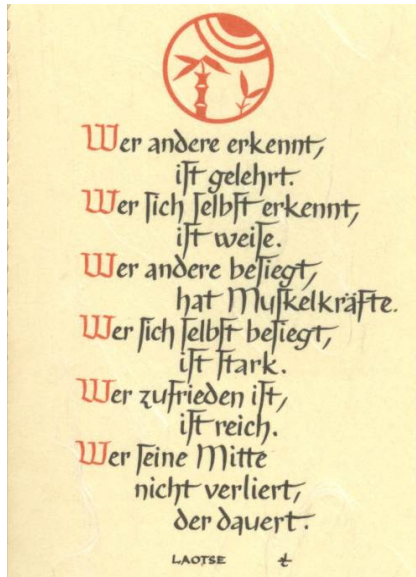 Wer andere erkennt,
ist gelehrt.
Wer sich selbst erkennt,
ist weise.
Wer andere besiegt,
hat Muskelkräfte.
Wer sich selbst besiegt,
ist stark.
Wer zufrieden ist,
ist reich.
Wer seine Mitte
nicht verliert,
der dauert.
LAOTSE